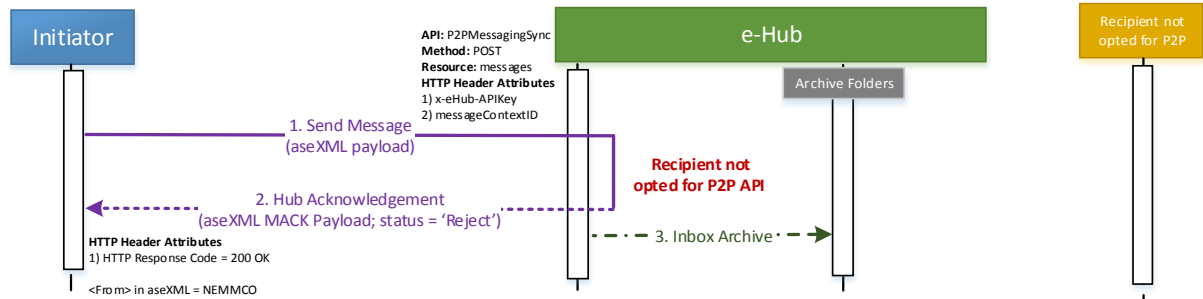 Initiator
API: P2PMessagingSync
Method: POST
Resource: messages
HTTP Header Attributes
1) x-eHub-APIKey
2) messageContextID
e-Hub
Archive Folders
Recipient not
opted for P2P
1. Send Message
(aseXML payload)
Recipient not
opted for P2P API
2. Hub Acknowledgement
(aseXML MACK Payload; status = ‘Reject’)
3. Inbox Archive
HTTP Header Attributes
1) HTTP Response Code = 200 OK
<From> in aseXML = NEMMCO